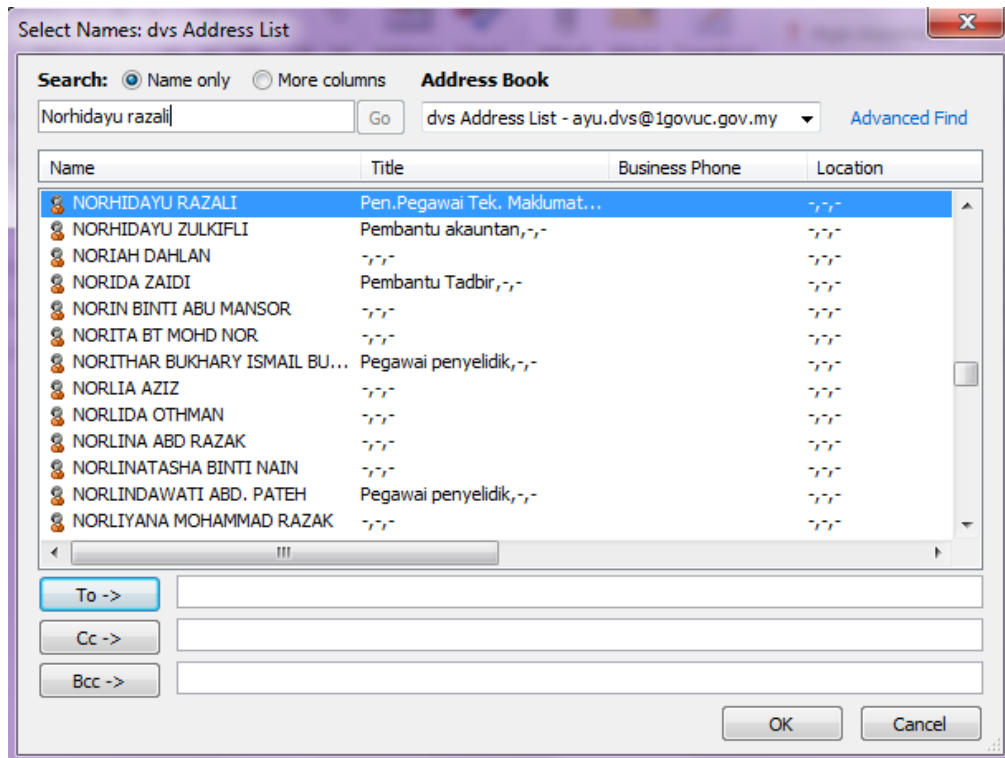 Select Names: dvs Address List
Search: Name only More columns Address Book
Norhidayu razali Go dvs Address List - ayu.dvs@1govuc.gov.my Advanced Find
Name Title Business Phone Location
NORHIDAYU RAZALI Pen.Pegawai Tek. Maklumat... -,-,-
NORHIDAYU ZULKIFLI Pembantu akauntan,-,- -,-,-
NORIAH DAHLAN -,-,- -,-,-
NORIDA ZAIDI Pembantu Tadbir,-,- -,-,-
NORIN BINTI ABU MANSOR -,-,- -,-,-
NORITA BT MOHD NOR -,-,- -,-,-
NORITHAR BUKHARY ISMAIL BU... Pegawai penyelidik,-,- -,-,-
NORLIA AZIZ -,-,- -,-,-
NORLIDA OTHMAN -,-,- -,-,-
NORLINA ABD RAZAK -,-,- -,-,-
NORLINATASHA BINTI NAIN -,-,- -,-,-
NORLINDAWATI ABD. PATEH Pegawai penyelidik,-,- -,-,-
NORLIYANA MOHAMMAD RAZAK -,-,- -,-,-
To ->
Cc ->
Bcc ->
OK Cancel